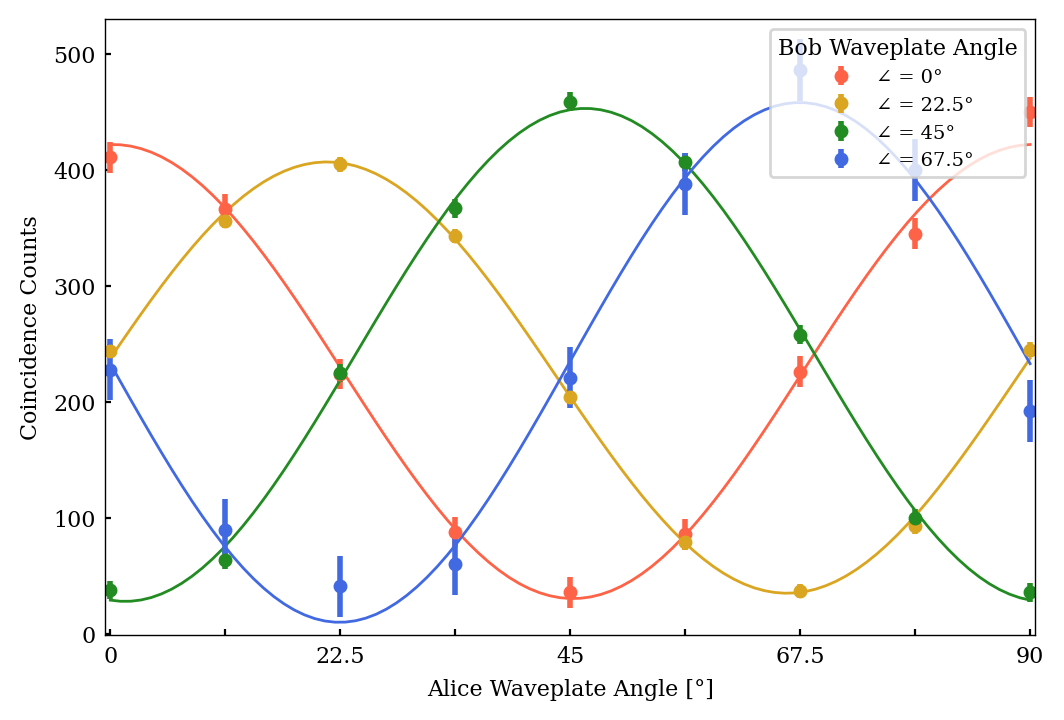 500
400
300
200
100
0
Coincidence Counts
Bob Waveplate Angle
∠ = 0°
∠ = 22.5°
∠ = 45°
∠ = 67.5°
0 22.5 45 67.5 90
Alice Waveplate Angle [°]